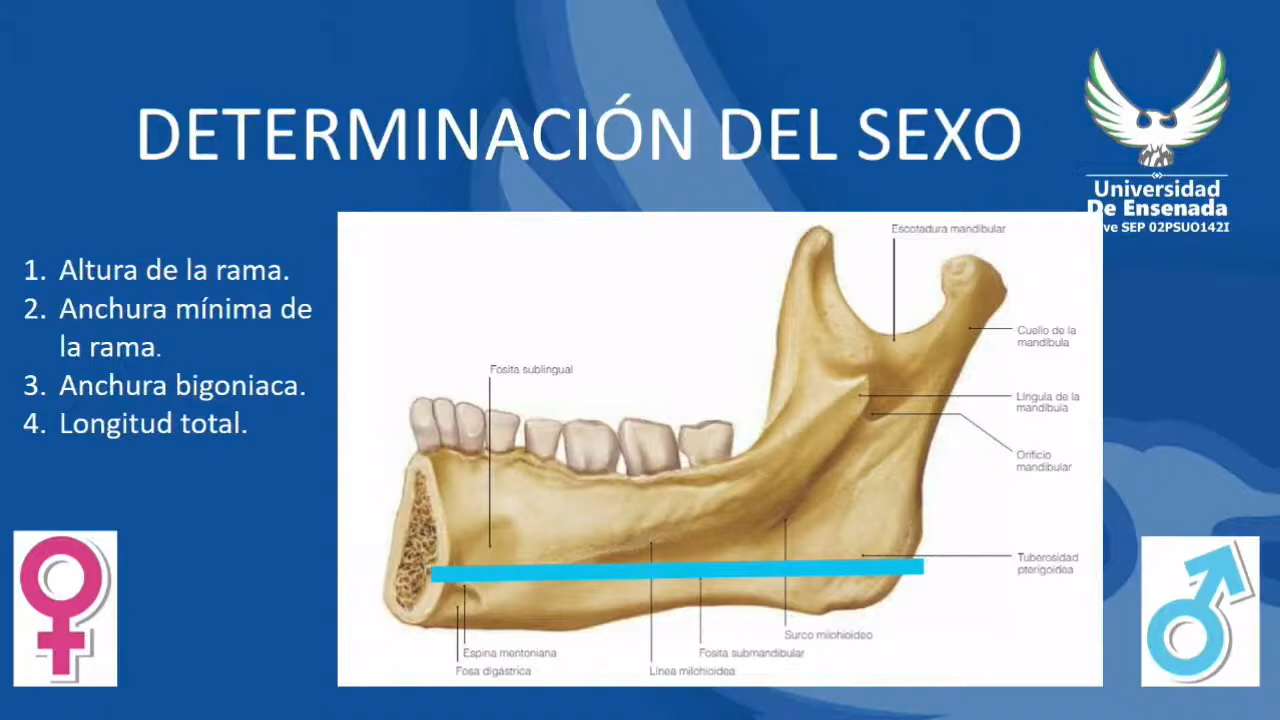 DETERMINACIÓN DEL SEXO
Universidad
De Ensenada
ve SEP 02PSUO142I
1. Altura de la rama.
2. Anchura mínima de
la rama.
3. Anchura bigoniaca.
4. Longitud total.
Escotadura mandibular
Cuello de la
mandíbula
Fosita sublingual
Língula de la
mandíbula
Orificio
mandibular
Tuberosidad
pterigoidea
Surco milohioideo
Espina mentoniana
Fosita submandibular
Fosa digástrica
Línea milohioidea